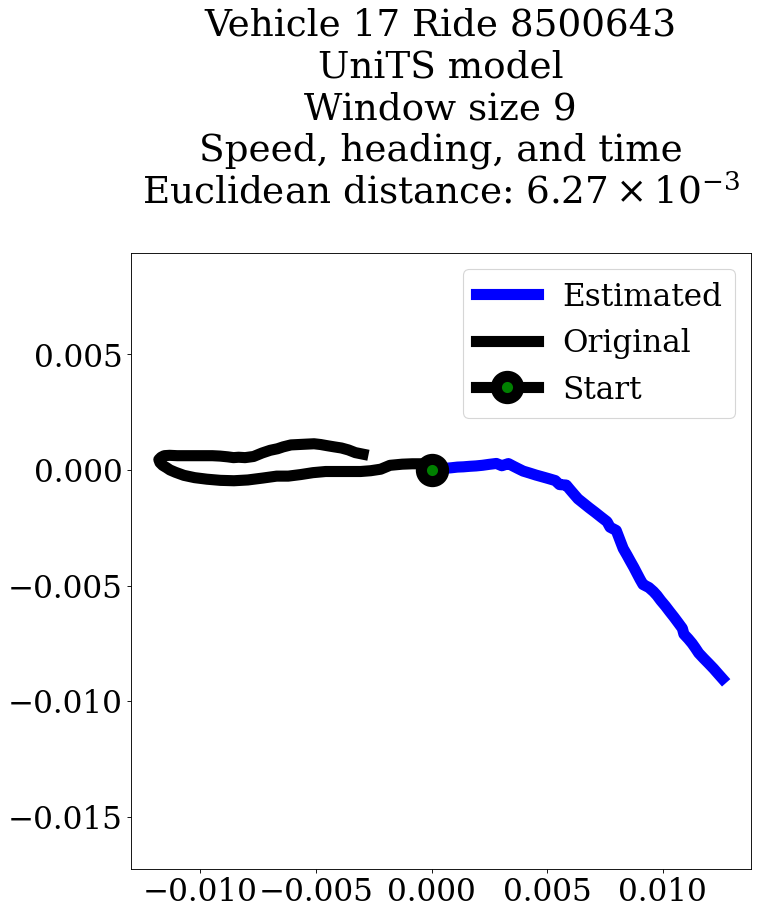 Vehicle 17 Ride 8500643
UniTS model
Window size 9
Speed, heading, and time
Euclidean distance: 6.27 × 10⁻³
Estimated
Original
Start
0.005
0.000
−0.005
−0.010
−0.015
−0.010 −0.005 0.000 0.005 0.010